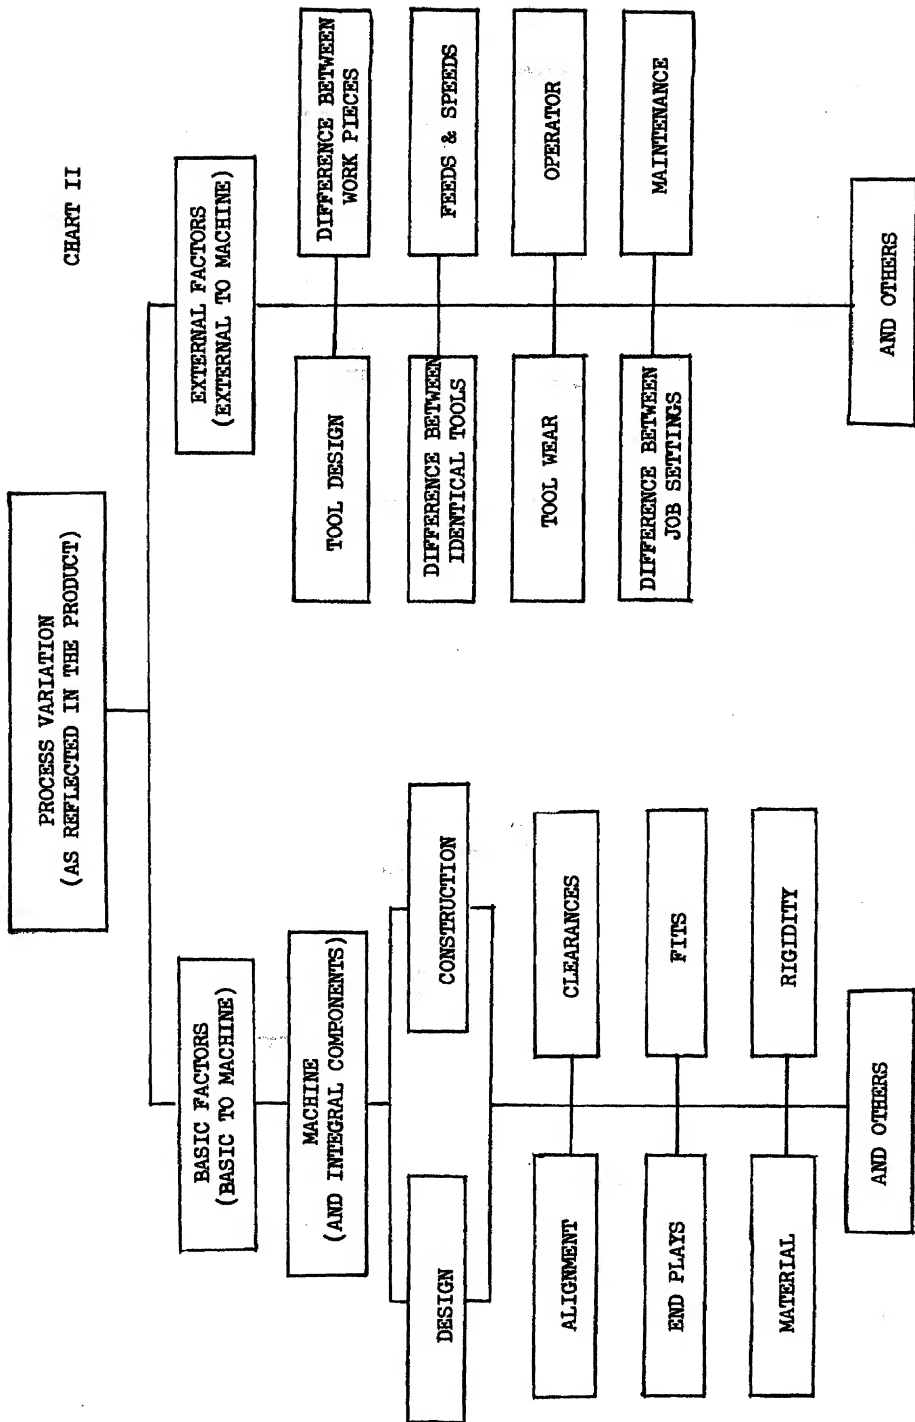 CHART II
PROCESS VARIATION
(AS REFLECTED IN THE PRODUCT)
BASIC FACTORS
(BASIC TO MACHINE)
EXTERNAL FACTORS
(EXTERNAL TO MACHINE)
MACHINE
(AND INTEGRAL COMPONENTS)
DESIGN
CONSTRUCTION
ALIGNMENT
CLEARANCES
END PLAYS
FITS
MATERIAL
RIGIDITY
AND OTHERS
TOOL DESIGN
DIFFERENCE BETWEEN
WORK PIECES
DIFFERENCE BETWEEN
IDENTICAL TOOLS
FEEDS & SPEEDS
TOOL WEAR
OPERATOR
DIFFERENCE BETWEEN
JOB SETTINGS
MAINTENANCE
AND OTHERS